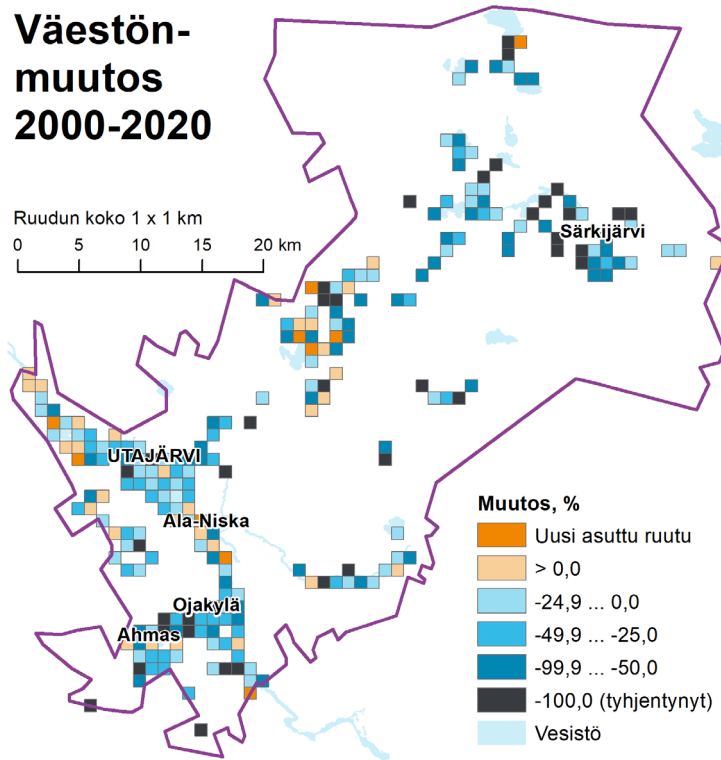 Väestön-
muutos
2000-2020
Ruudun koko 1 x 1 km
0 5 10 15 20 km
Särkijärvi
UTAJÄRVI
Ala-Niska
Ojakylä
Ahmas
Muutos, %
Uusi asuttu ruutu
> 0,0
-24,9 ... 0,0
-49,9 ... -25,0
-99,9 ... -50,0
-100,0 (tyhjentynyt)
Vesistö